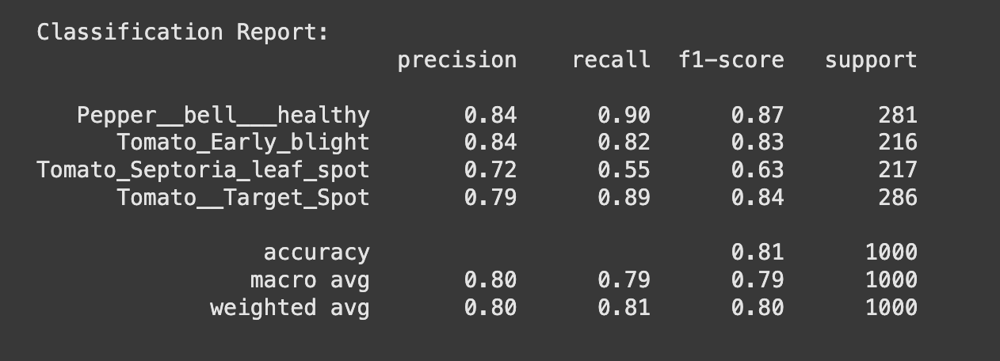 Classification Report:
precision recall f1-score support
Pepper__bell___healthy 0.84 0.90 0.87 281
Tomato_Early_blight 0.84 0.82 0.83 216
Tomato_Septoria_leaf_spot 0.72 0.55 0.63 217
Tomato__Target_Spot 0.79 0.89 0.84 286
accuracy 0.81 1000
macro avg 0.80 0.79 0.79 1000
weighted avg 0.80 0.81 0.80 1000